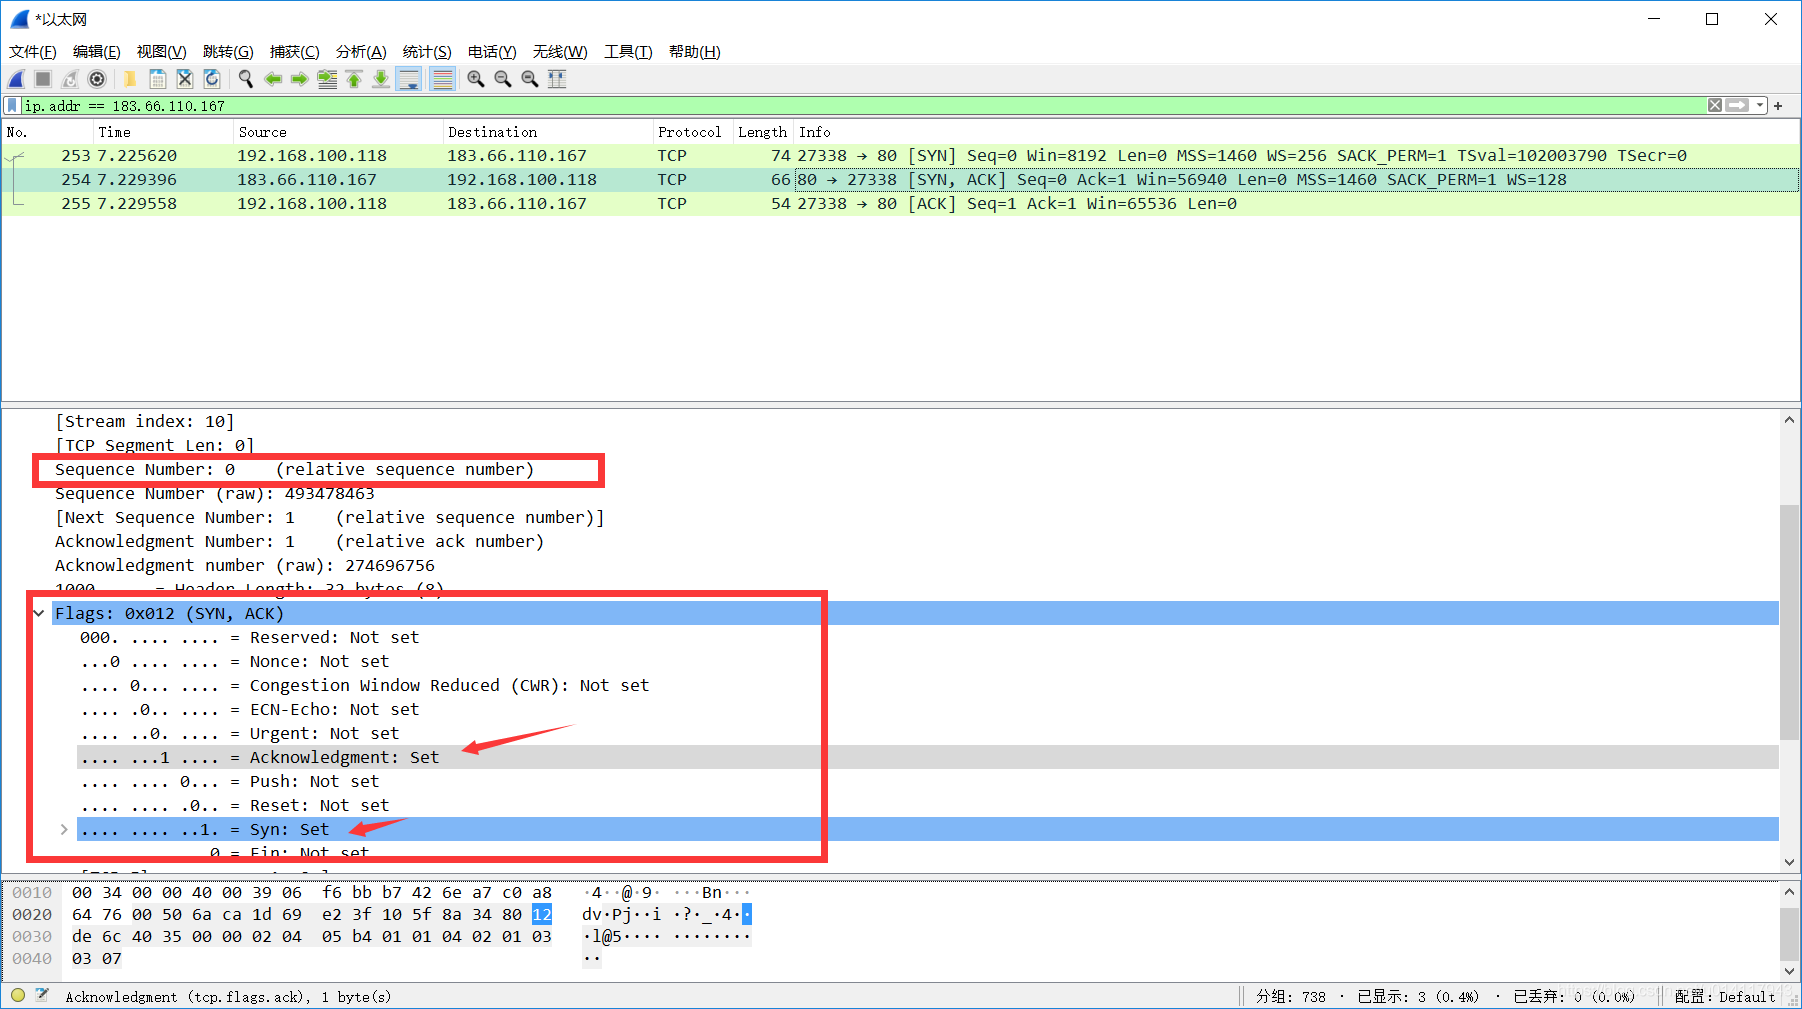 *以太网
文件(F) 编辑(E) 视图(V) 跳转(G) 捕获(C) 分析(A) 统计(S) 电话(Y) 无线(W) 工具(T) 帮助(H)
ip.addr == 183.66.110.167
No. Time Source Destination Protocol Length Info
253 7.225620 192.168.100.118 183.66.110.167 TCP 74 27338 → 80 [SYN] Seq=0 Win=8192 Len=0 MSS=1460 WS=256 SACK_PERM=1 TSval=102003790 TSecr=0
254 7.229396 183.66.110.167 192.168.100.118 TCP 66 80 → 27338 [SYN, ACK] Seq=0 Ack=1 Win=56940 Len=0 MSS=1460 SACK_PERM=1 WS=128
255 7.229558 192.168.100.118 183.66.110.167 TCP 54 27338 → 80 [ACK] Seq=1 Ack=1 Win=65536 Len=0
[Stream index: 10]
[TCP Segment Len: 0]
Sequence Number: 0 (relative sequence number)
Sequence Number (raw): 493478463
[Next Sequence Number: 1 (relative sequence number)]
Acknowledgment Number: 1 (relative ack number)
Acknowledgment number (raw): 274696756
1000 .... = Header Length: 32 bytes (8)
Flags: 0x012 (SYN, ACK)
000. .... .... = Reserved: Not set
...0 .... .... = Nonce: Not set
.... 0... .... = Congestion Window Reduced (CWR): Not set
.... .0.. .... = ECN-Echo: Not set
.... ..0. .... = Urgent: Not set
.... ...1 .... = Acknowledgment: Set
.... .... 0... = Push: Not set
.... .... .0.. = Reset: Not set
.... .... ..1. = Syn: Set
0 = Fin: Not set
0010 00 34 00 00 40 00 39 06 f6 bb b7 42 6e a7 c0 a8 ·4··@·9· ···Bn···
0020 64 76 00 50 6a ca 1d 69 e2 3f 10 5f 8a 34 80 12 dv·Pj··i ·?·_·4··
0030 de 6c 40 35 00 00 02 04 05 b4 01 01 04 02 01 03 ·l@5···· ········
0040 03 07 ··
Acknowledgment (tcp.flags.ack), 1 byte(s) 分组: 738 · 已显示: 3 (0.4%) · 已丢弃: 0 (0.0%) 配置: Default